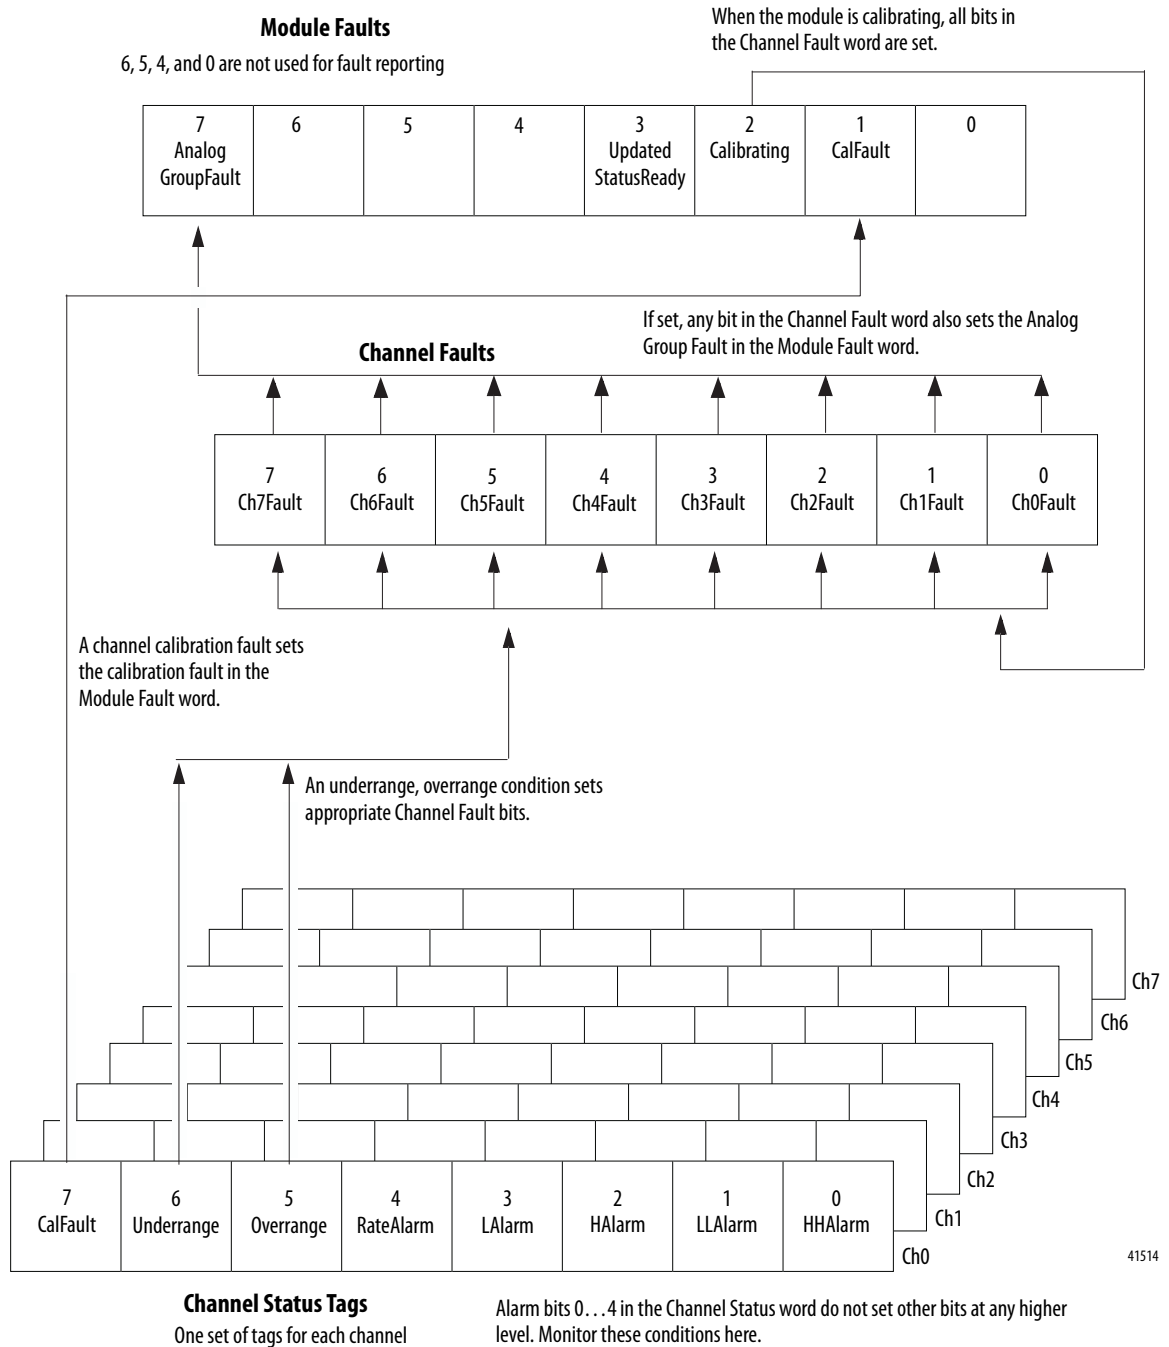 Module Faults
6, 5, 4, and 0 are not used for fault reporting
When the module is calibrating, all bits in
the Channel Fault word are set.
7
Analog
GroupFault
6
5
4
3
Updated
StatusReady
2
Calibrating
1
CalFault
0
If set, any bit in the Channel Fault word also sets the Analog
Group Fault in the Module Fault word.
Channel Faults
7
Ch7Fault
6
Ch6Fault
5
Ch5Fault
4
Ch4Fault
3
Ch3Fault
2
Ch2Fault
1
Ch1Fault
0
Ch0Fault
A channel calibration fault sets
the calibration fault in the
Module Fault word.
An underrange, overrange condition sets
appropriate Channel Fault bits.
Ch7
Ch6
Ch5
Ch4
Ch3
Ch2
Ch1
Ch0
7
CalFault
6
Underrange
5
Overrange
4
RateAlarm
3
LAlarm
2
HAlarm
1
LLAlarm
0
HHAlarm
41514
Channel Status Tags
One set of tags for each channel
Alarm bits 0…4 in the Channel Status word do not set other bits at any higher
level. Monitor these conditions here.